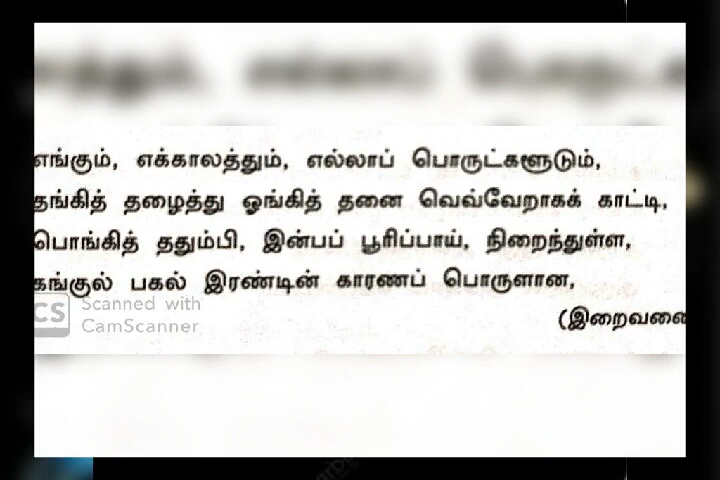 எங்கும், எக்காலத்தும், எல்லாப் பொருட்களூடும்,
தங்கித் தழைத்து ஓங்கித் தனை வெவ்வேறாகக் காட்டி,
பொங்கித் ததும்பி, இன்பப் பூரிப்பாய், நிறைந்துள்ள,
கங்குல் பகல் இரண்டின் காரணப் பொருளான,
(இறைவனை
CS Scanned with
CamScanner